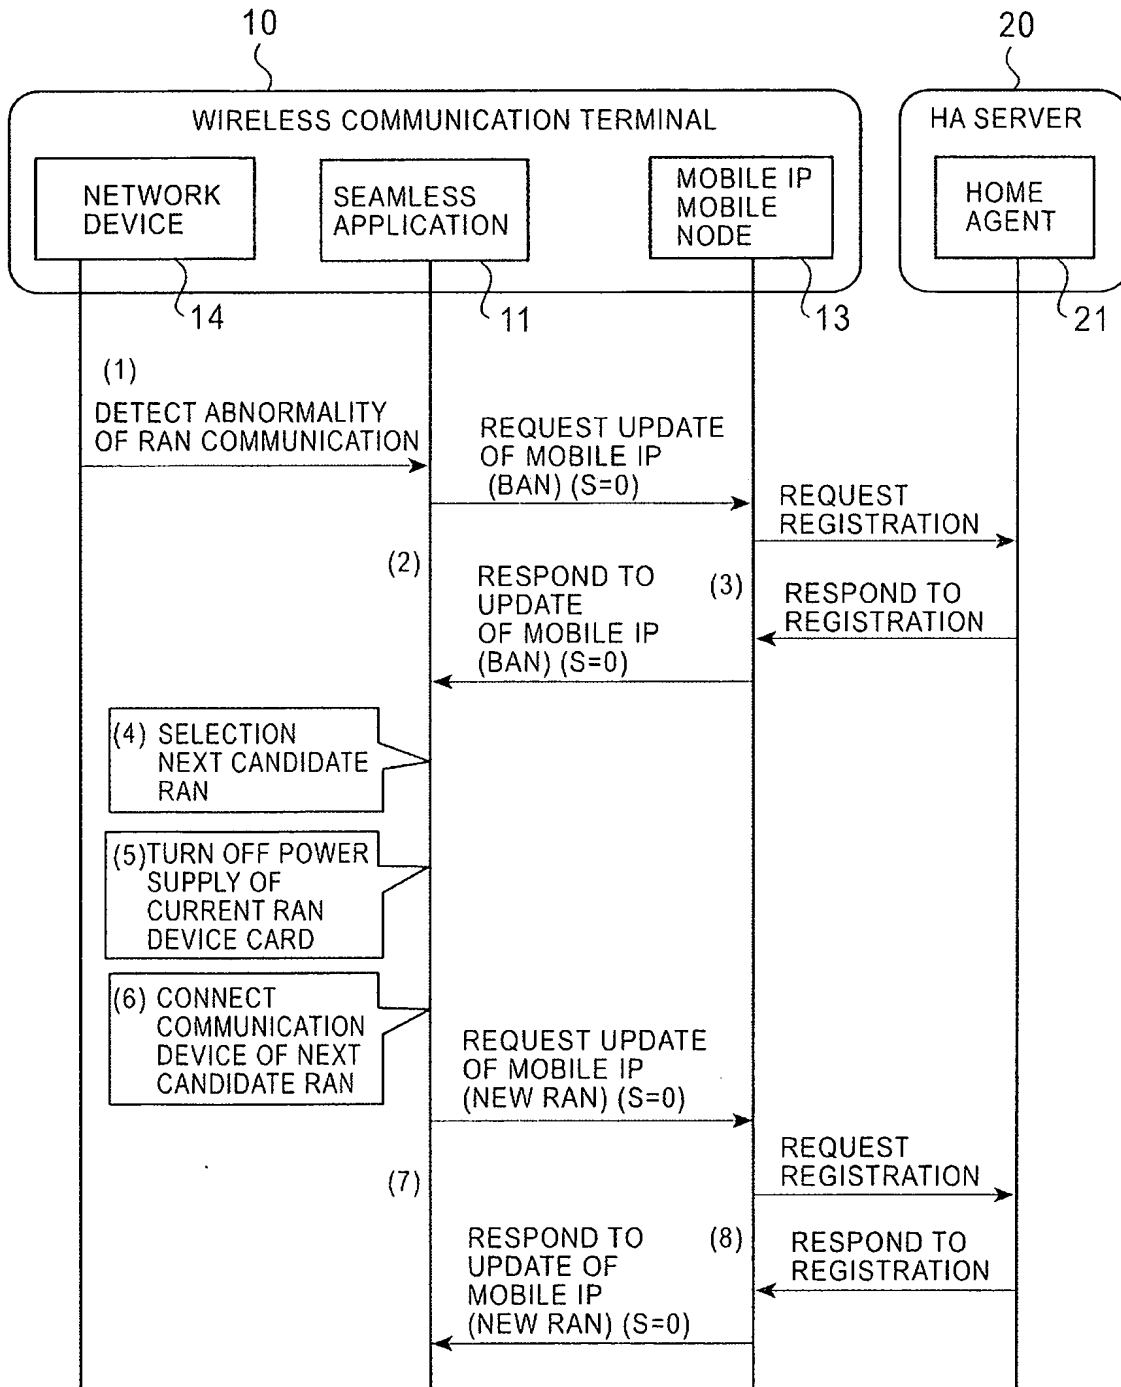 10
20
WIRELESS COMMUNICATION TERMINAL
HA SERVER
NETWORK
DEVICE
SEAMLESS
APPLICATION
MOBILE IP
MOBILE
NODE
HOME
AGENT
14
11
13
21
(1)
DETECT ABNORMALITY
OF RAN COMMUNICATION
REQUEST UPDATE
OF MOBILE IP
(BAN) (S=0)
REQUEST
REGISTRATION
(2)
RESPOND TO
UPDATE
OF MOBILE IP
(BAN) (S=0)
(3)
RESPOND TO
REGISTRATION
(4) SELECTION
NEXT CANDIDATE
RAN
(5) TURN OFF POWER
SUPPLY OF
CURRENT RAN
DEVICE CARD
(6) CONNECT
COMMUNICATION
DEVICE OF NEXT
CANDIDATE RAN
REQUEST UPDATE
OF MOBILE IP
(NEW RAN) (S=0)
REQUEST
REGISTRATION
(7)
RESPOND TO
UPDATE OF
MOBILE IP
(NEW RAN) (S=0)
(8)
RESPOND TO
REGISTRATION